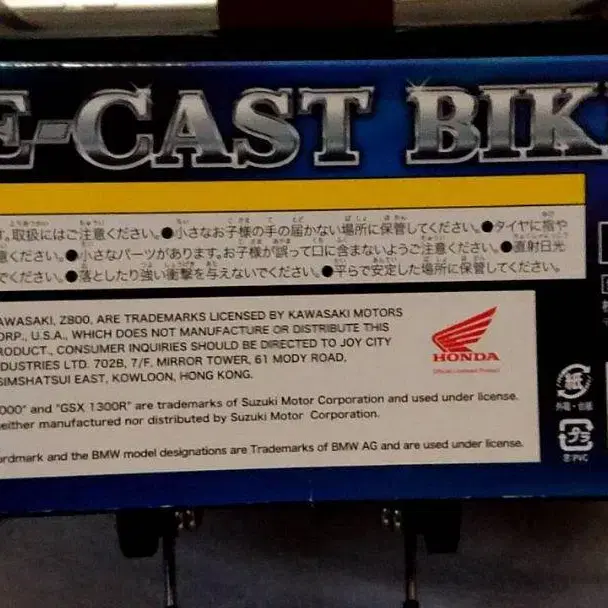 E-CAST BIK
す。取扱にはご注意ください。●小さなお子様の手の届かない場所に保管してください。●タイヤに指や
意ください。●小さなパーツがあります。お子様が誤って口に含まないようご注意ください。●直射日光
でください。●落としたり強い衝撃を与えないでください。●平らで安定した場所に保管してください。
AWASAKI, Z800, ARE TRADEMARKS LICENSED BY KAWASAKI MOTORS
ORP., U.S.A., WHICH DOES NOT MANUFACTURE OR DISTRIBUTE THIS
RODUCT., CONSUMER INQUIRIES SHOULD BE DIRECTED TO JOY CITY
DUSTRIES LTD. 702B, 7/F. MIRROR TOWER, 61 MODY ROAD,
SIMSHATSUI EAST, KOWLOON, HONG KONG.
HONDA
Official Licensed Product
000" and "GSX 1300R" are trademarks of Suzuki Motor Corporation and used under license.
either manufactured nor distributed by Suzuki Motor Corporation.
ordmark and the BMW model designations are Trademarks of BMW AG and are used under license.
紙
外箱・台紙
プラ
PVC